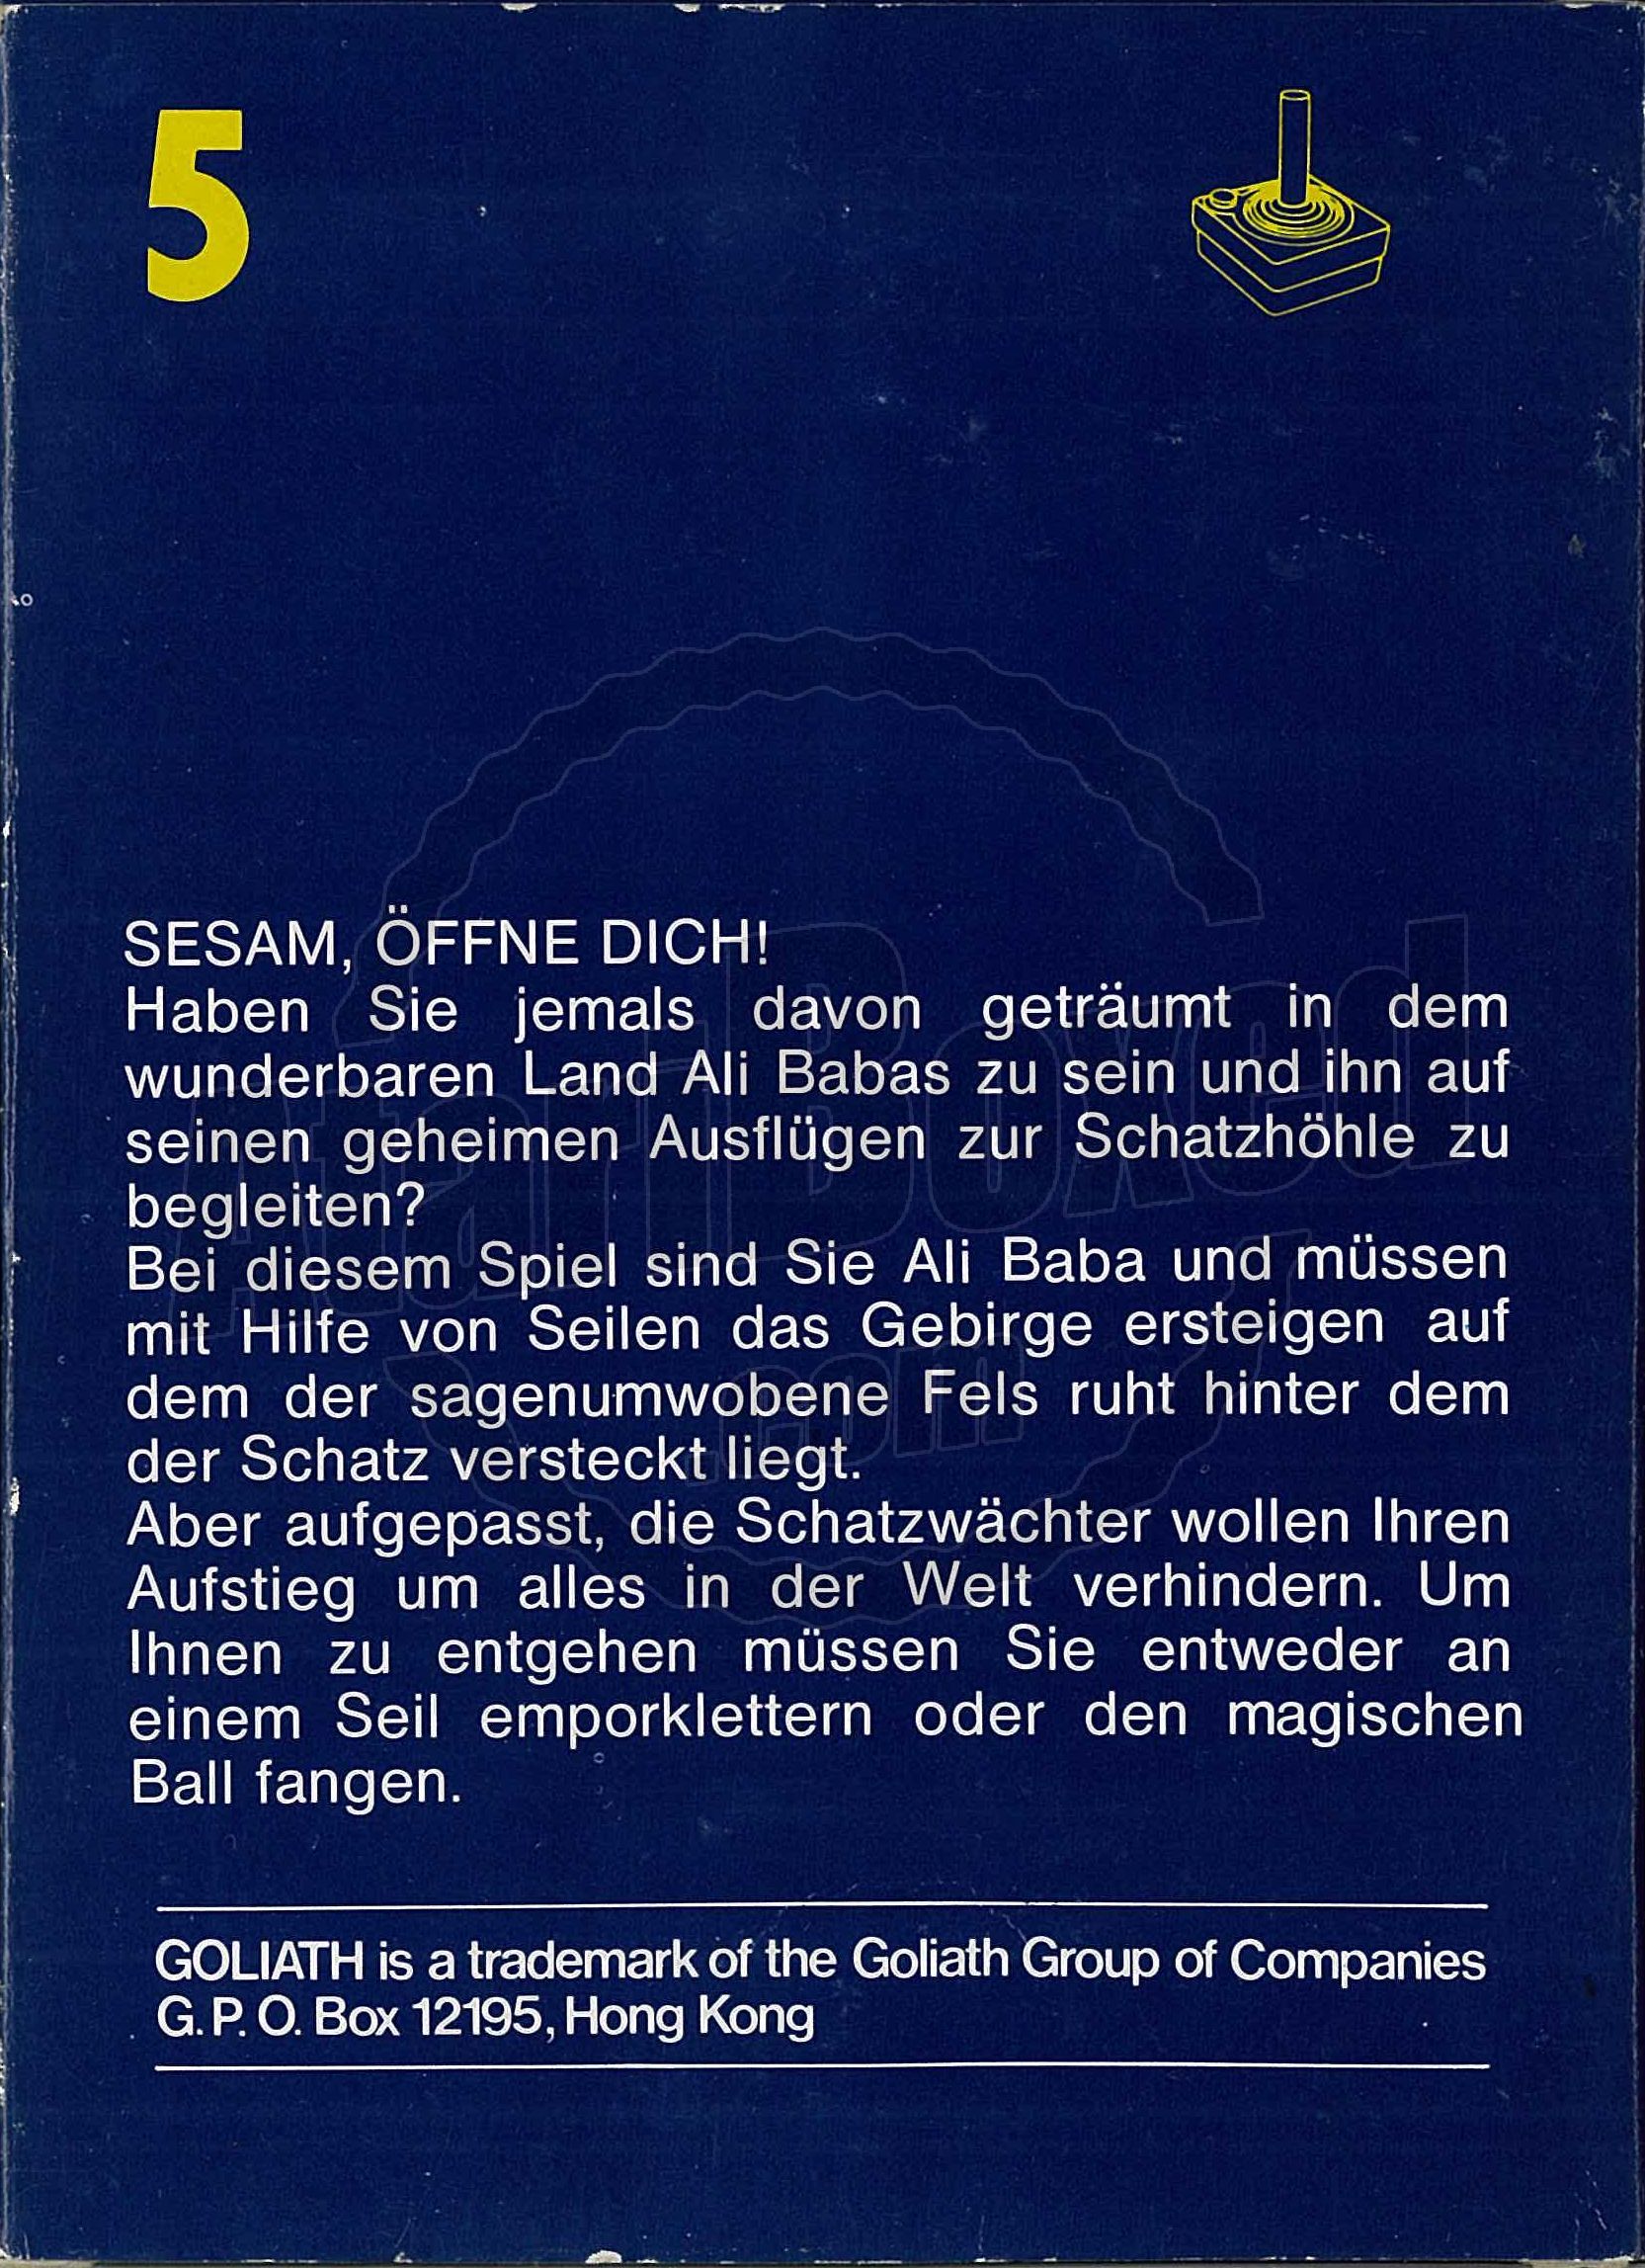 5
SESAM, ÖFFNE DICH!
Haben Sie jemals davon geträumt in dem
wunderbaren Land Ali Babas zu sein und ihn auf
seinen geheimen Ausflügen zur Schatzhöhle zu
begleiten?
Bei diesem Spiel sind Sie Ali Baba und müssen
mit Hilfe von Seilen das Gebirge ersteigen auf
dem der sagenumwobene Fels ruht hinter dem
der Schatz versteckt liegt.
Aber aufgepasst, die Schatzwächter wollen Ihren
Aufstieg um alles in der Welt verhindern. Um
Ihnen zu entgehen müssen Sie entweder an
einem Seil emporklettern oder den magischen
Ball fangen.
GOLIATH is a trademark of the Goliath Group of Companies
G.P.O. Box 12195, Hong Kong
AtariBoxed
.com